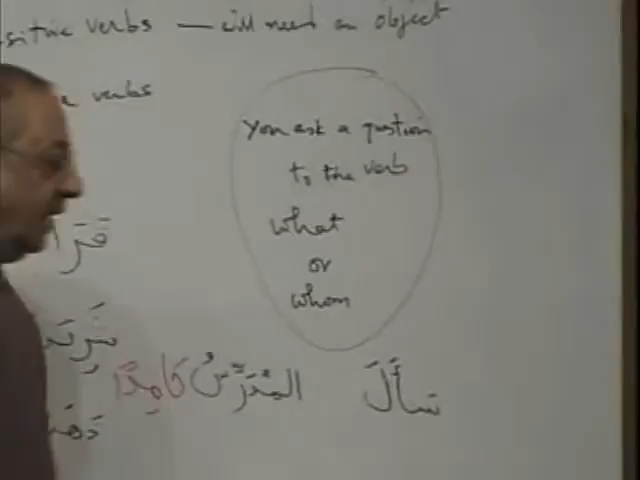 sitive verbs — will need an object
verbs
You ask a question
to the verb
what
or
whom
قَرَأَ
شَرِبَ
سَأَلَ المُدَرِّسُ حَامِدًا